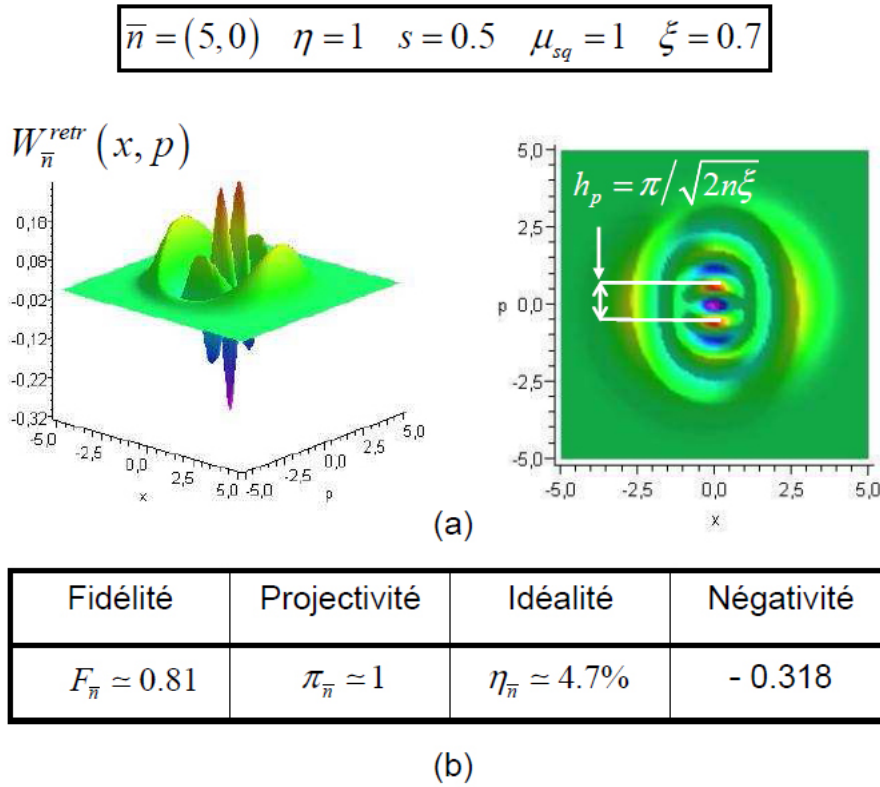 n̅ = (5,0) η = 1 s = 0.5 μ_sq = 1 ξ = 0.7
W_n̅^retr (x, p)
0,18
0,08
-0,02
-0,12
-0,22
-0,32
-5,0 -2,5 0,0 2,5 5,0
x
-5,0 -2,5 0,0 2,5 5,0
p
h_p = π/√2nξ
5,0
2,5
p 0,0
-2,5
-5,0
-5,0 -2,5 0,0 2,5 5,0
x
(a)
Fidélité Projectivité Idéalité Négativité
F_n̅ ≃ 0.81 π_n̅ ≃ 1 η_n̅ ≃ 4.7% - 0.318
(b)